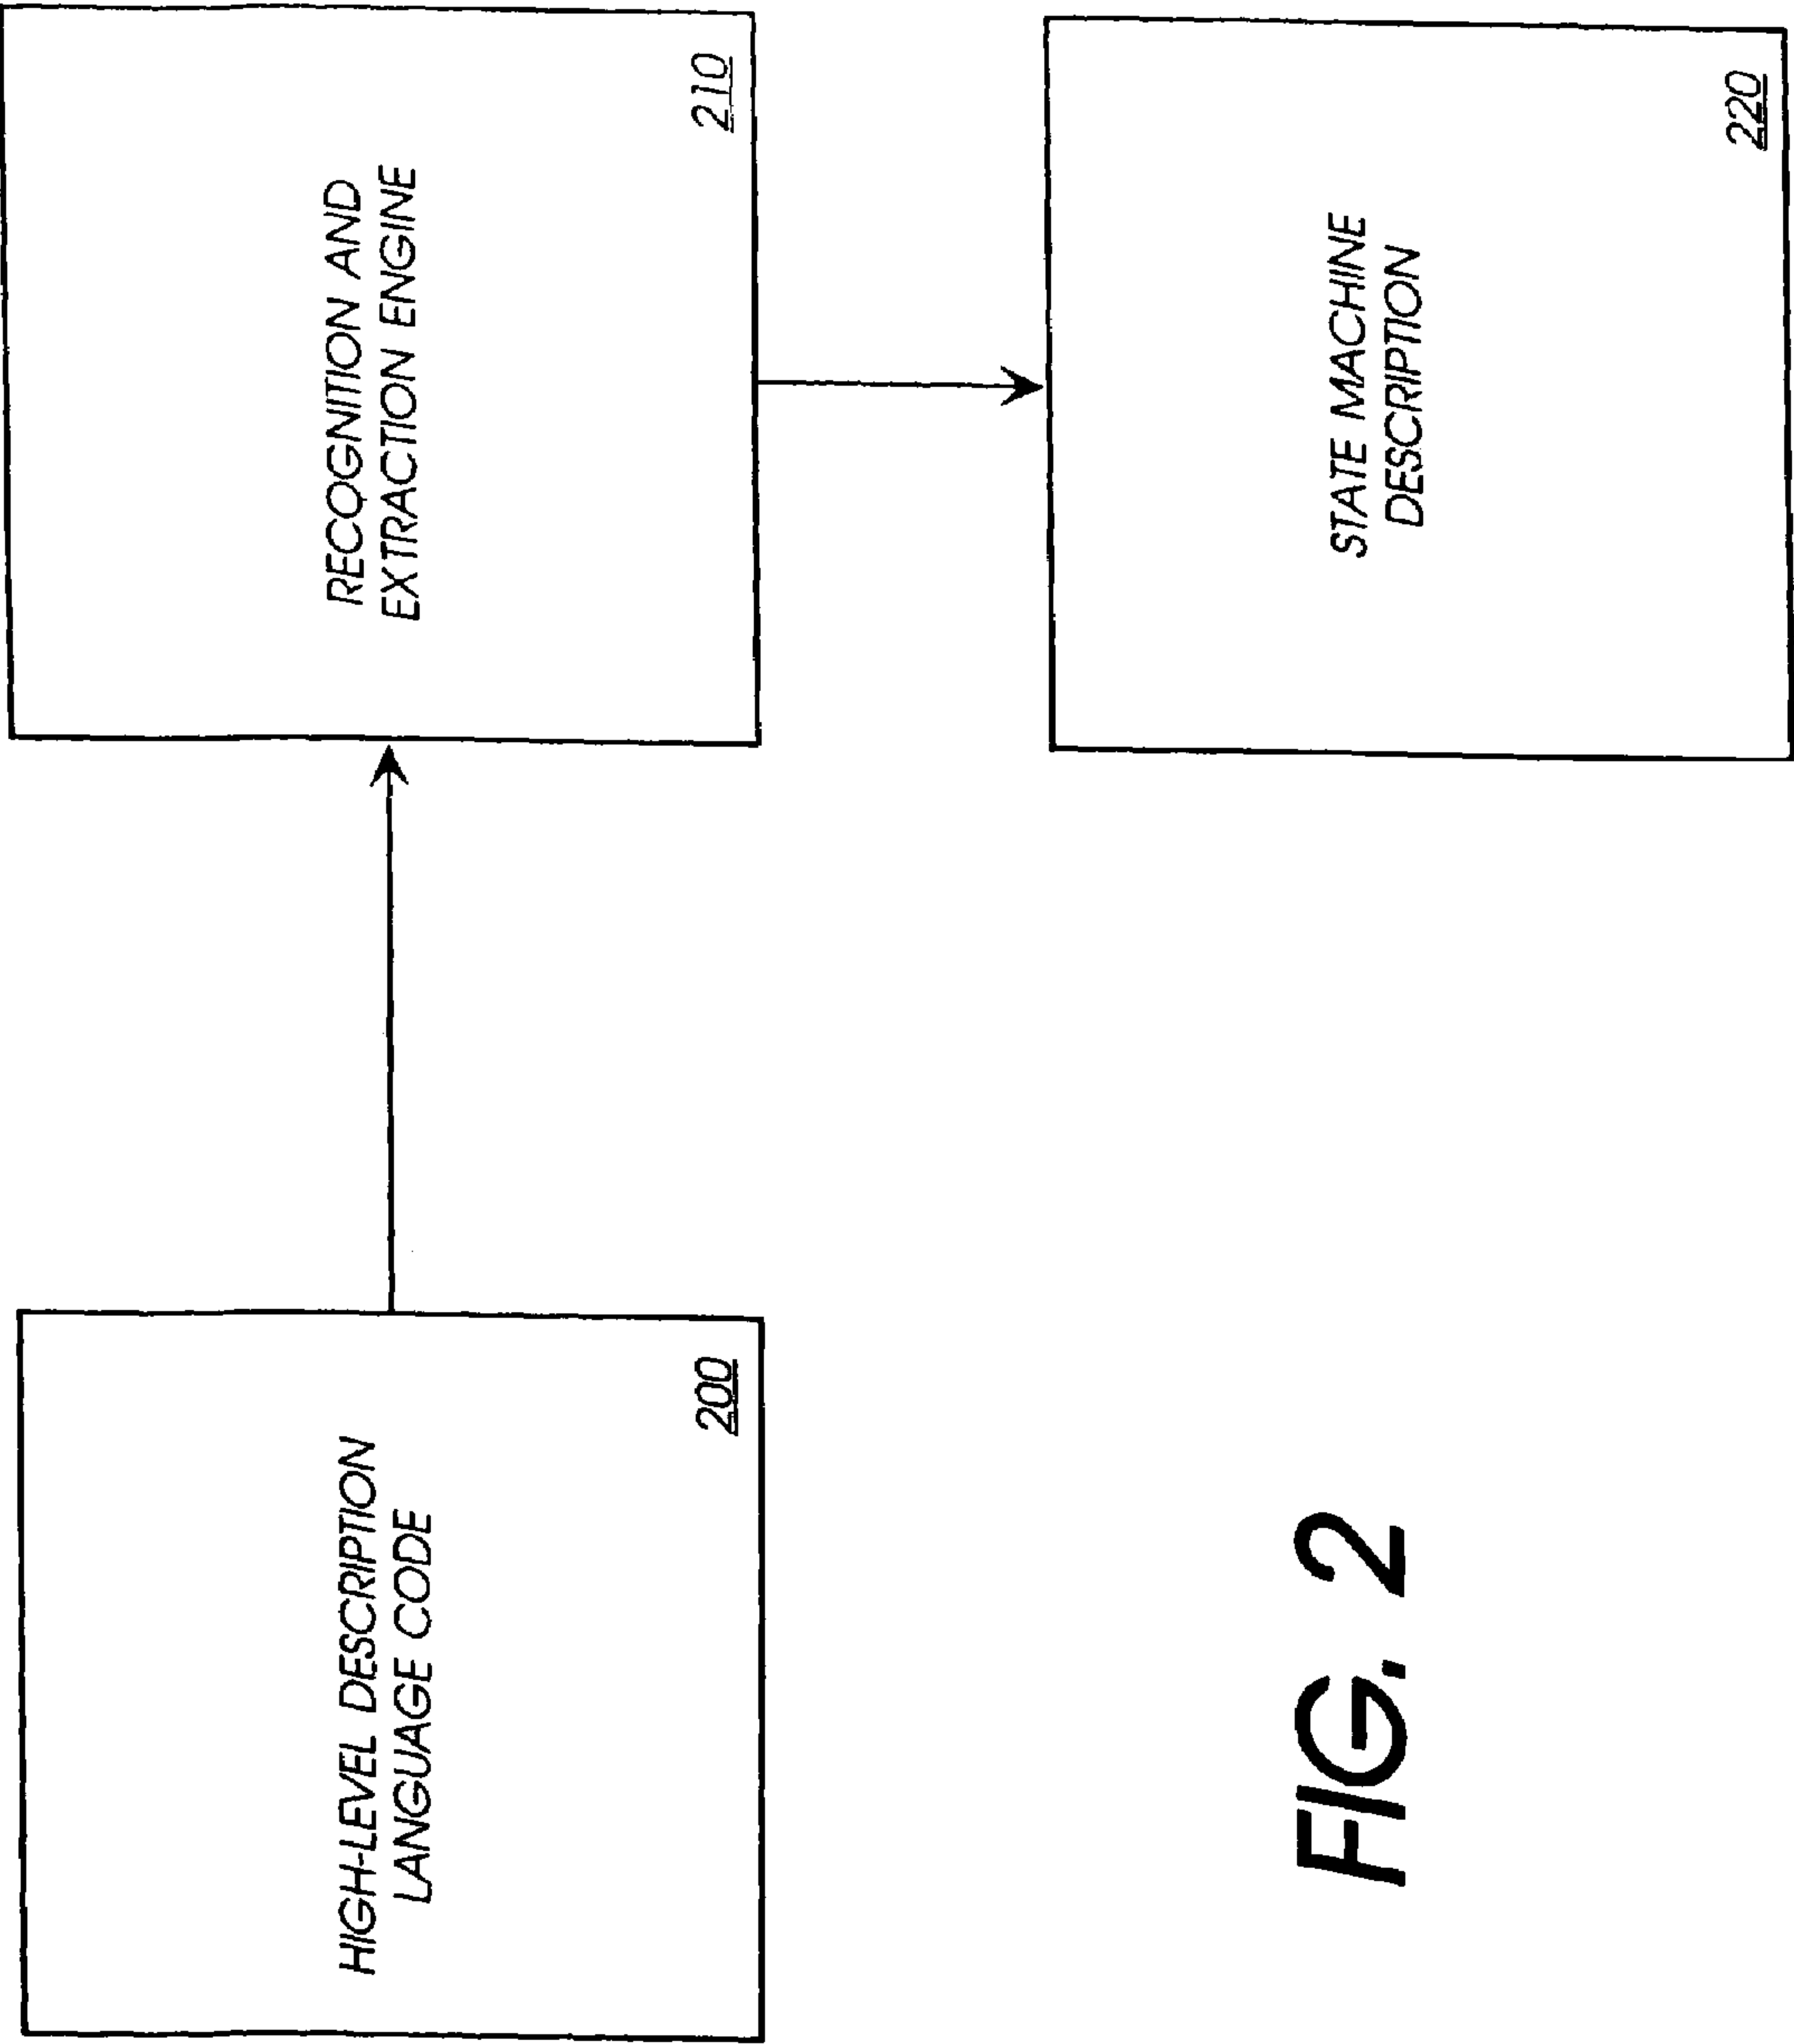 HIGH-LEVEL DESCRIPTION
LANGUAGE CODE
200
RECOGNITION AND
EXTRACTION ENGINE
210
STATE MACHINE
DESCRIPTION
220
FIG. 2